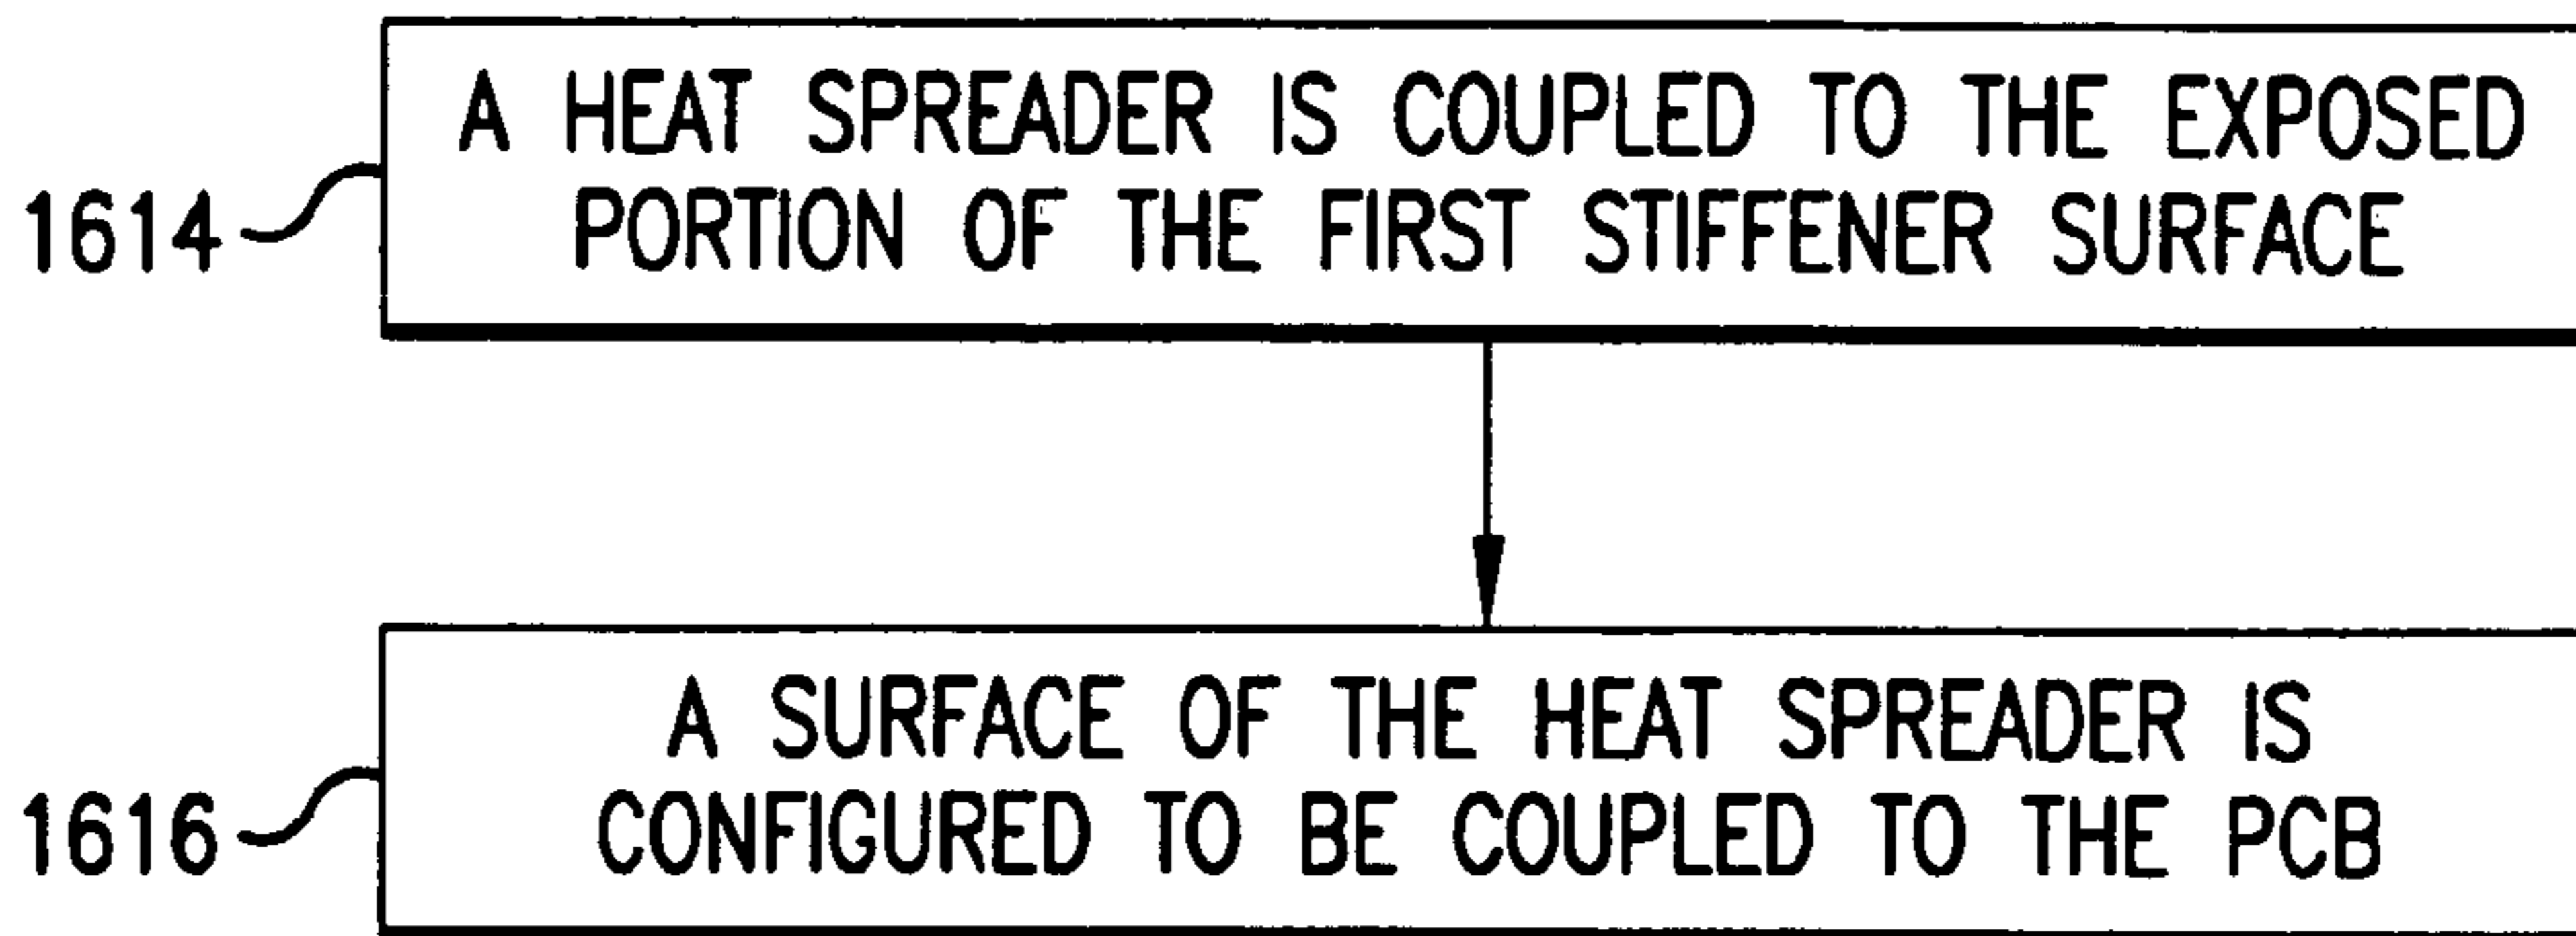 1614
A HEAT SPREADER IS COUPLED TO THE EXPOSED
PORTION OF THE FIRST STIFFENER SURFACE
1616
A SURFACE OF THE HEAT SPREADER IS
CONFIGURED TO BE COUPLED TO THE PCB